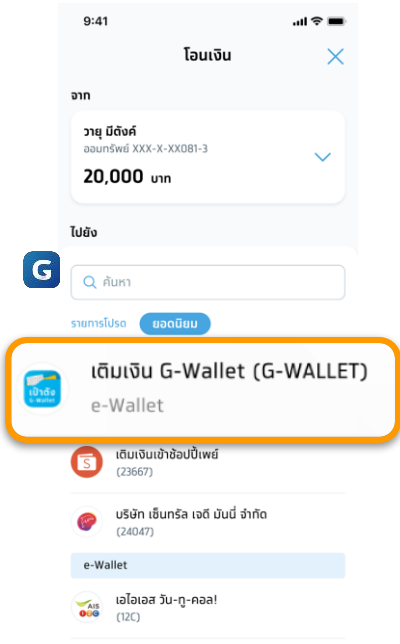 9:41
โอนเงิน
จาก
วายุ มีตังค์
ออมทรัพย์ XXX-X-XX081-3
20,000 บาท
ไปยัง
G
ค้นหา
รายการโปรด ยอดนิยม
เติมเงิน G-Wallet (G-WALLET)
เป๋าตัง
G-Wallet
e-Wallet
เติมเงินเข้าช้อปปี้เพย์
S
(23667)
บริษัท เซ็นทรัล เจดี มันนี่ จำกัด
(24047)
e-Wallet
เอไอเอส วัน-ทู-คอล!
AIS
(12C)